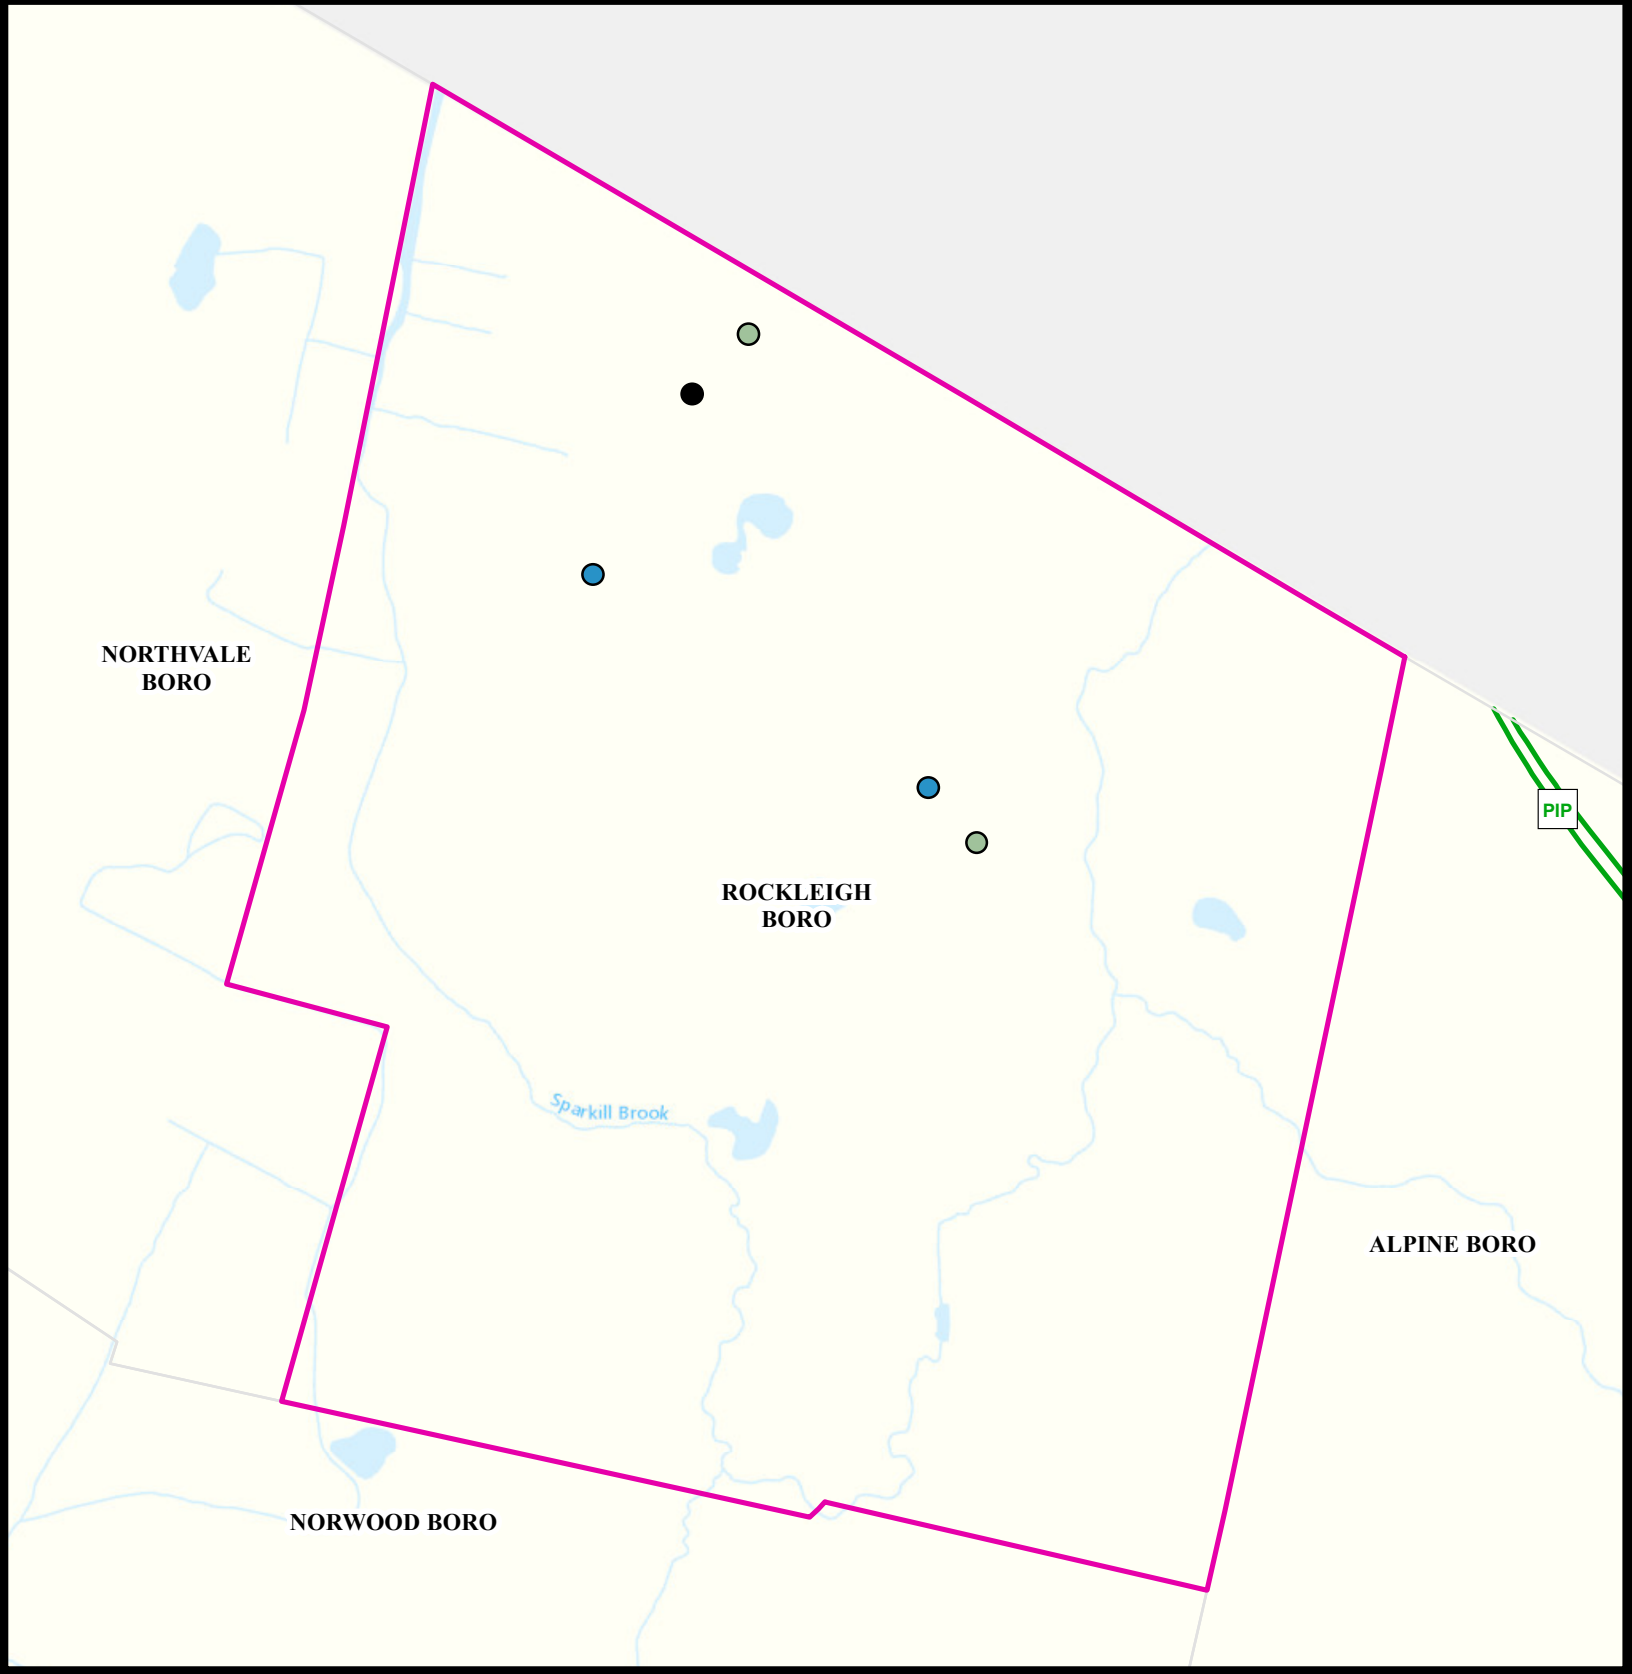 NORTHVALE
BORO
PIP
ROCKLEIGH
BORO
Sparkill Brook
ALPINE BORO
NORWOOD BORO